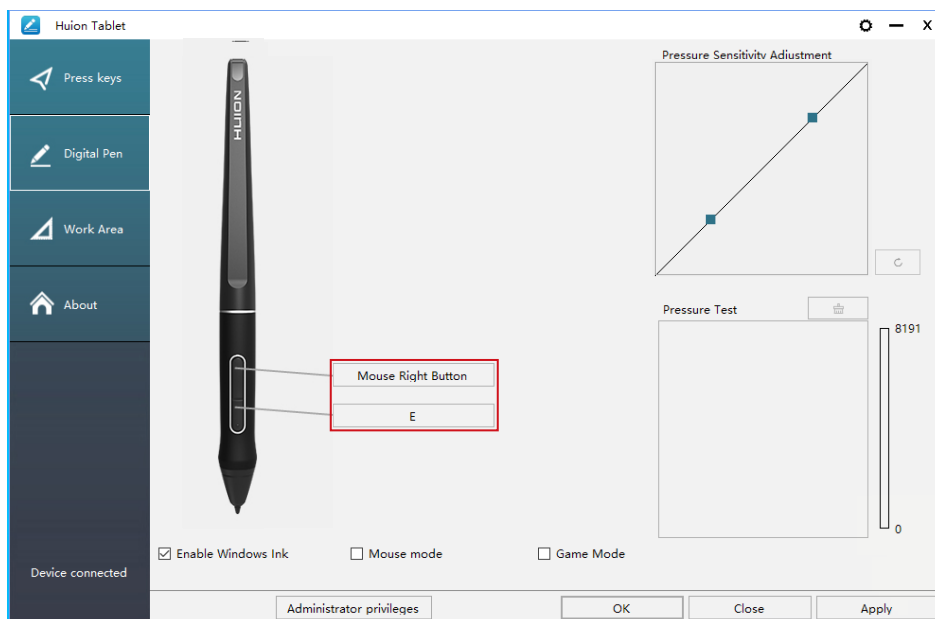 Huion Tablet
X
Press keys
Digital Pen
Work Area
About
Device connected
HUION
Mouse Right Button
E
Pressure Sensitivity Adjustment
Pressure Test
8191
0
Enable Windows Ink
Mouse mode
Game Mode
Administrator privileges
OK
Close
Apply